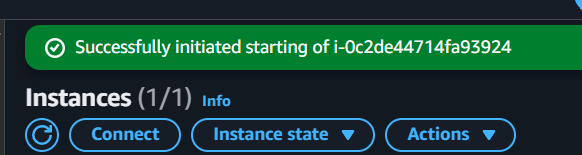 Successfully initiated starting of i-0c2de44714fa93924
Instances (1/1) Info
Connect Instance state Actions